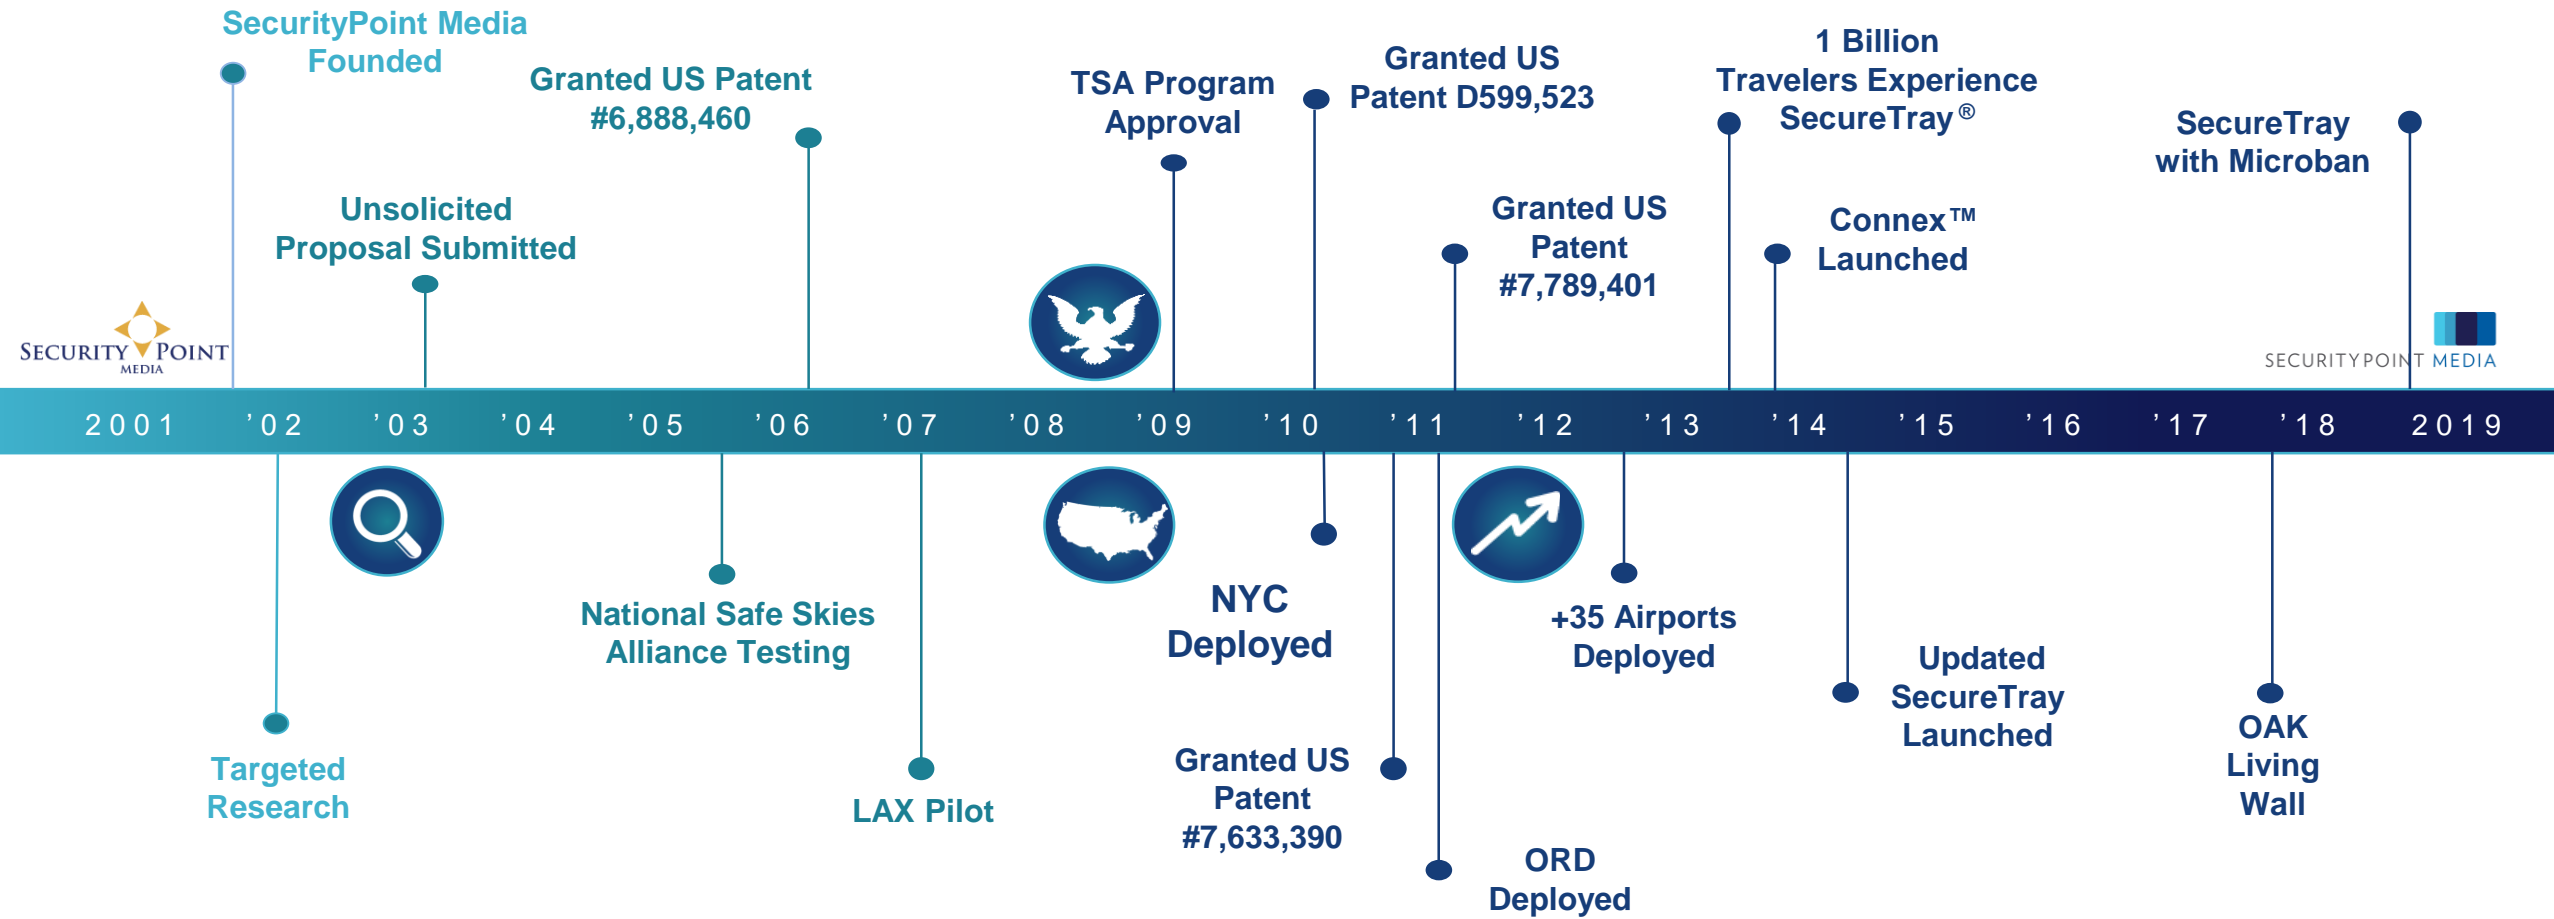 SecurityPoint Media
Founded
Granted US Patent
#6,888,460
Unsolicited
Proposal Submitted
TSA Program
Approval
Granted US
Patent D599,523
Granted US
Patent
#7,789,401
1 Billion
Travelers Experience
SecureTray®
Connex™
Launched
SecureTray
with Microban
SECURITY POINT
MEDIA
SECURITYPOINT MEDIA
2001 ’02 ’03 ’04 ’05 ’06 ’07 ’08 ’09 ’10 ’11 ’12 ’13 ’14 ’15 ’16 ’17 ’18 2019
Targeted
Research
National Safe Skies
Alliance Testing
LAX Pilot
NYC
Deployed
Granted US
Patent
#7,633,390
ORD
Deployed
+35 Airports
Deployed
Updated
SecureTray
Launched
OAK
Living
Wall